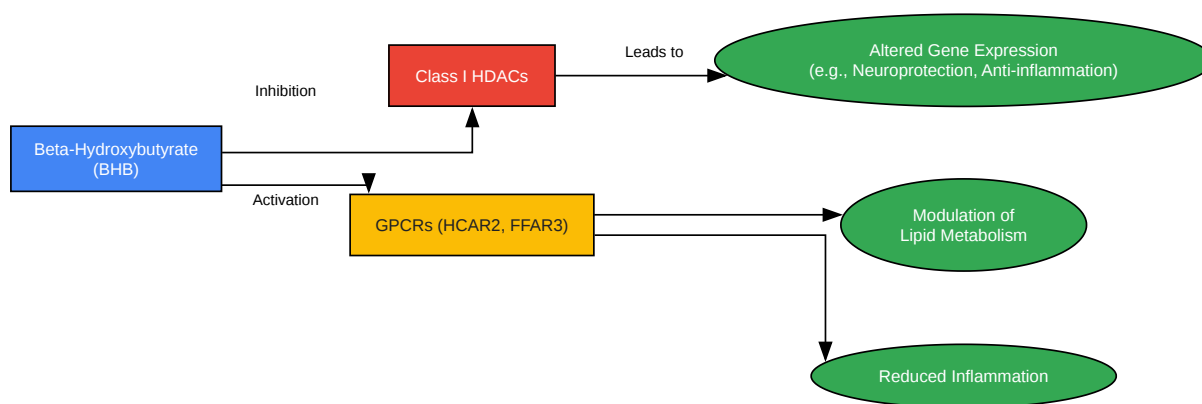 Altered Gene Expression
(e.g., Neuroprotection, Anti-inflammation)
Leads to
Class I HDACs
Inhibition
Beta-Hydroxybutyrate
(BHB)
Activation
GPCRs (HCAR2, FFAR3)
Modulation of
Lipid Metabolism
Reduced Inflammation